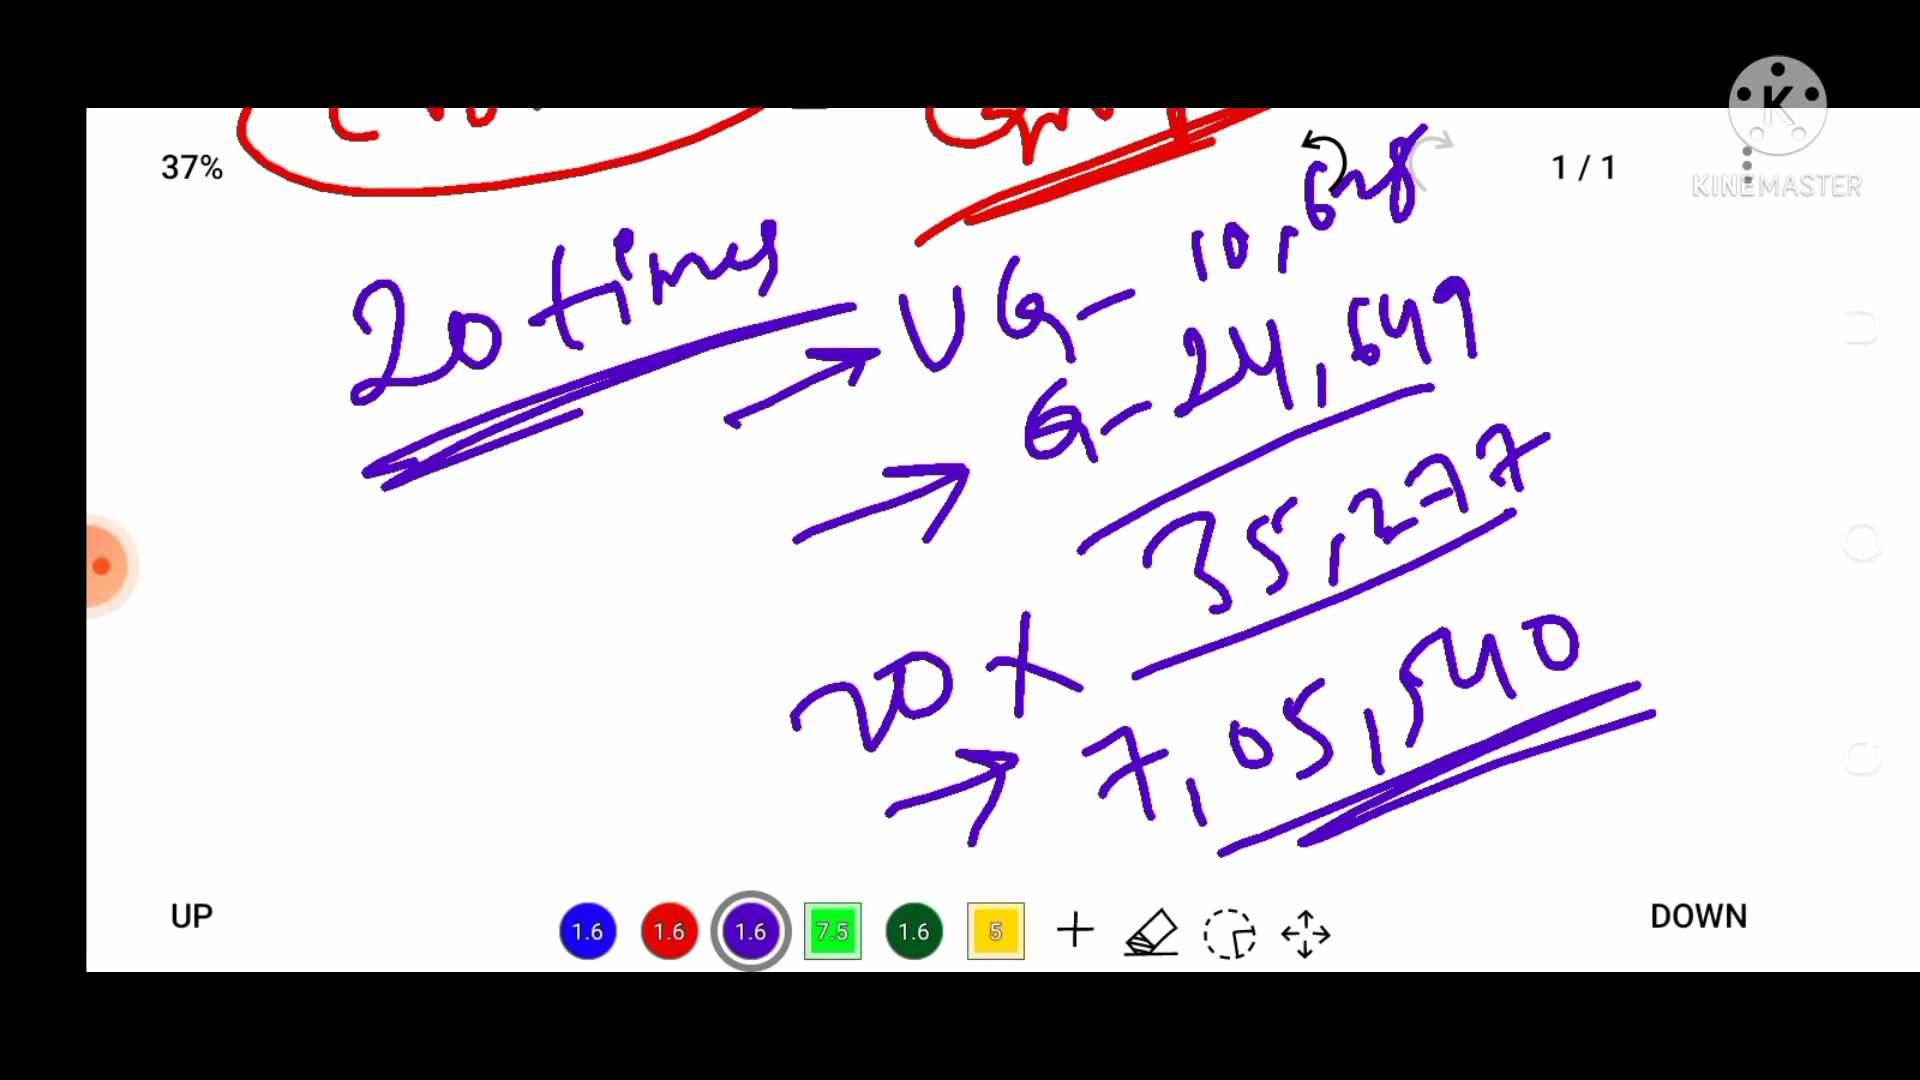 37%
1 / 1
KINEMASTER
20 times
UG - 10,628
G - 24,649
35,277
20 x
7,05,540
UP
1.6
1.6
1.6
7.5
1.6
5
DOWN